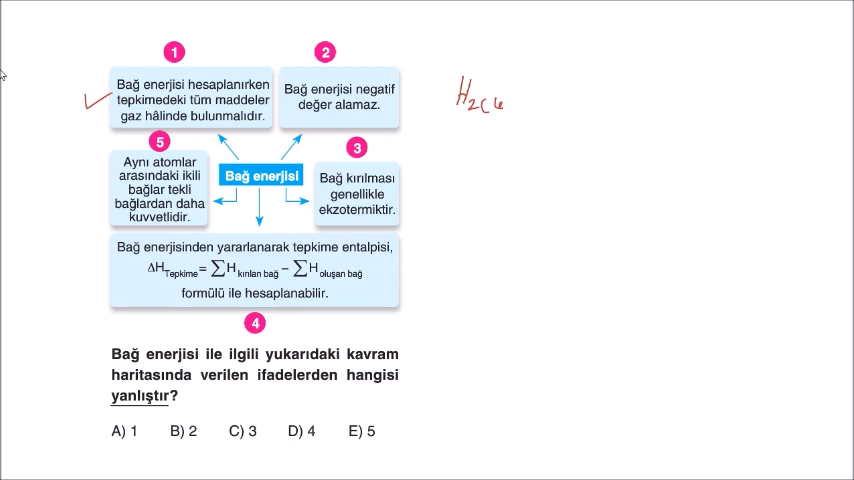 1
Bağ enerjisi hesaplanırken
tepkimedeki tüm maddeler
gaz hâlinde bulunmalıdır.
2
Bağ enerjisi negatif
değer alamaz.
5
Aynı atomlar
arasındaki ikili
bağlar tekli
bağlardan daha
kuvvetlidir.
Bağ enerjisi
3
Bağ kırılması
genellikle
ekzotermiktir.
Bağ enerjisinden yararlanarak tepkime entalpisi,
ΔH_Tepkime = ∑H_kırılan bağ – ∑H_oluşan bağ
formülü ile hesaplanabilir.
4
Bağ enerjisi ile ilgili yukarıdaki kavram
haritasında verilen ifadelerden hangisi
yanlıştır?
A) 1 B) 2 C) 3 D) 4 E) 5